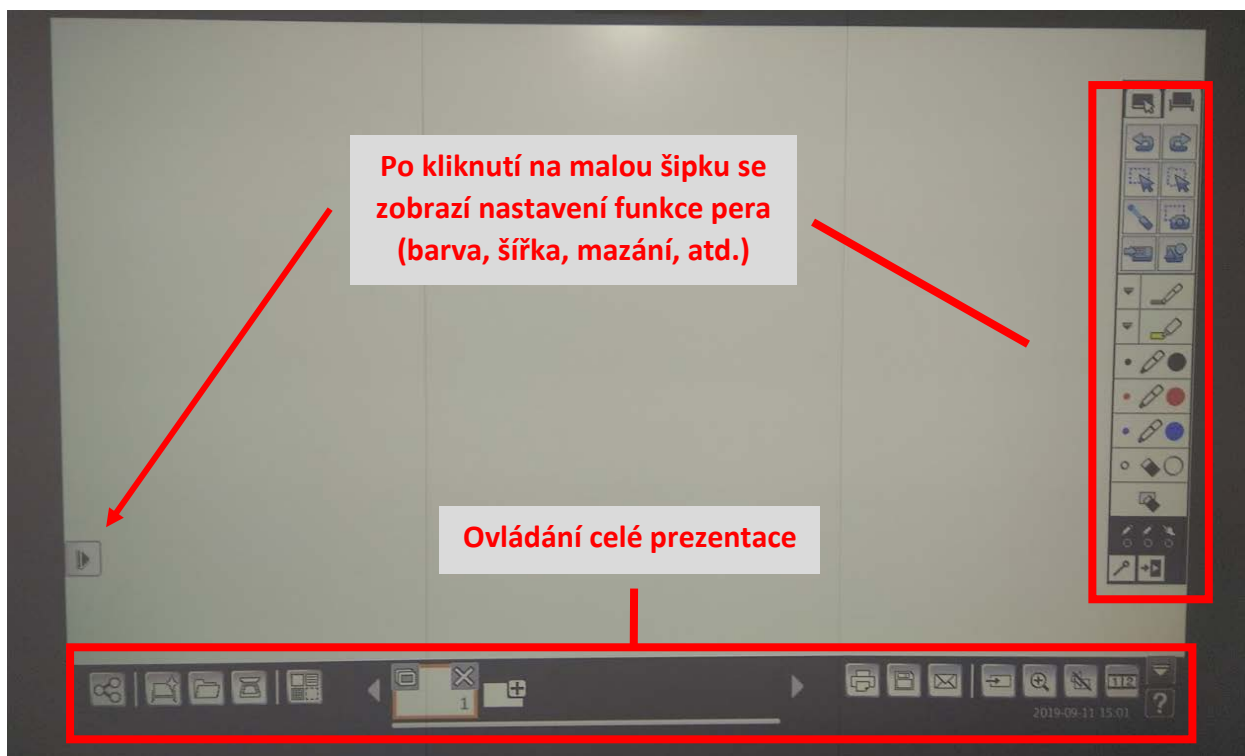 Po kliknutí na malou šipku se
zobrazí nastavení funkce pera
(barva, šířka, mazání, atd.)
Ovládání celé prezentace
1
1 2
2019-09-11 15:01
?